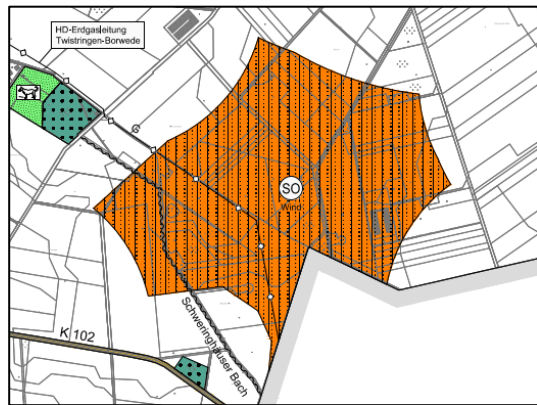 HD-Erdgasleitung
Twistringen-Borwede
G
SO
Wind
Schweringhauser Bach
K 102